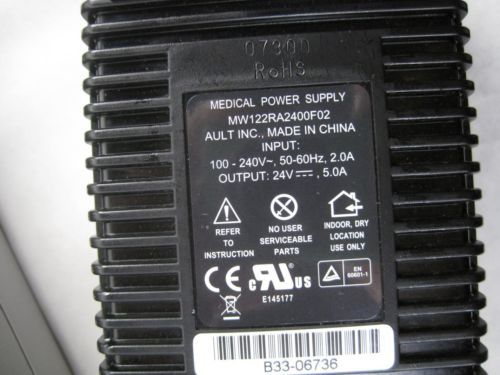 0730D
RoHS
MEDICAL POWER SUPPLY
MW122RA2400F02
AULT INC., MADE IN CHINA
INPUT:
100 - 240V~, 50-60Hz, 2.0A
OUTPUT: 24V⎓, 5.0A
REFER TO INSTRUCTION
NO USER SERVICEABLE PARTS
INDOOR, DRY LOCATION USE ONLY
CE c RU US
E145177
EN 60601-1
B33-06736